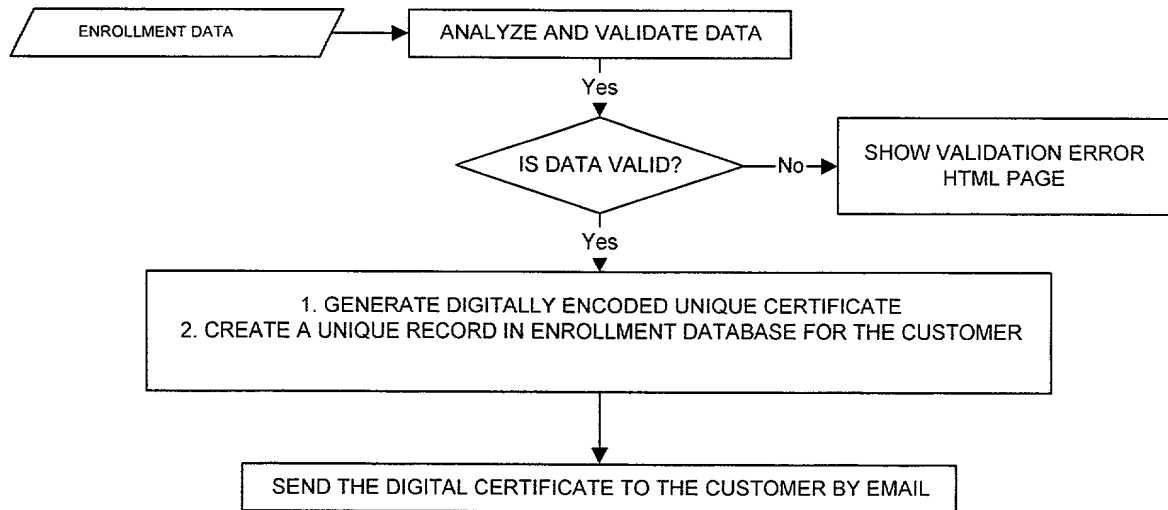 ENROLLMENT DATA
ANALYZE AND VALIDATE DATA
Yes
IS DATA VALID?
No
SHOW VALIDATION ERROR
HTML PAGE
Yes
1. GENERATE DIGITALLY ENCODED UNIQUE CERTIFICATE
2. CREATE A UNIQUE RECORD IN ENROLLMENT DATABASE FOR THE CUSTOMER
SEND THE DIGITAL CERTIFICATE TO THE CUSTOMER BY EMAIL